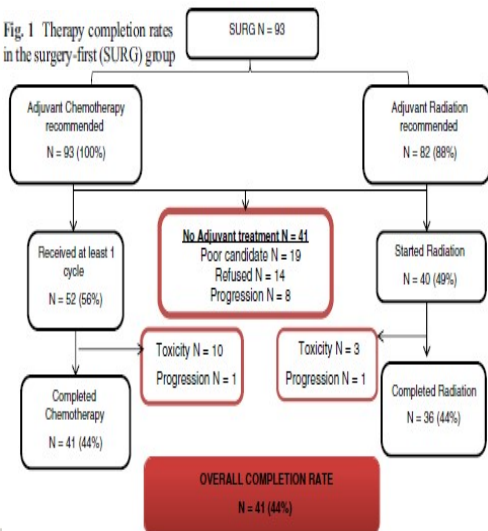 Fig. 1 Therapy completion rates
in the surgery-first (SURG) group
SURG N = 93
Adjuvant Chemotherapy
recommended
N = 93 (100%)
Adjuvant Radiation
recommended
N = 82 (88%)
No Adjuvant treatment N = 41
Poor candidate N = 19
Refused N = 14
Progression N = 8
Received at least 1
cycle
N = 52 (56%)
Started Radiation
N = 40 (49%)
Toxicity N = 10
Progression N = 1
Toxicity N = 3
Progression N = 1
Completed
Chemotherapy
N = 41 (44%)
Completed Radiation
N = 36 (44%)
OVERALL COMPLETION RATE
N = 41 (44%)